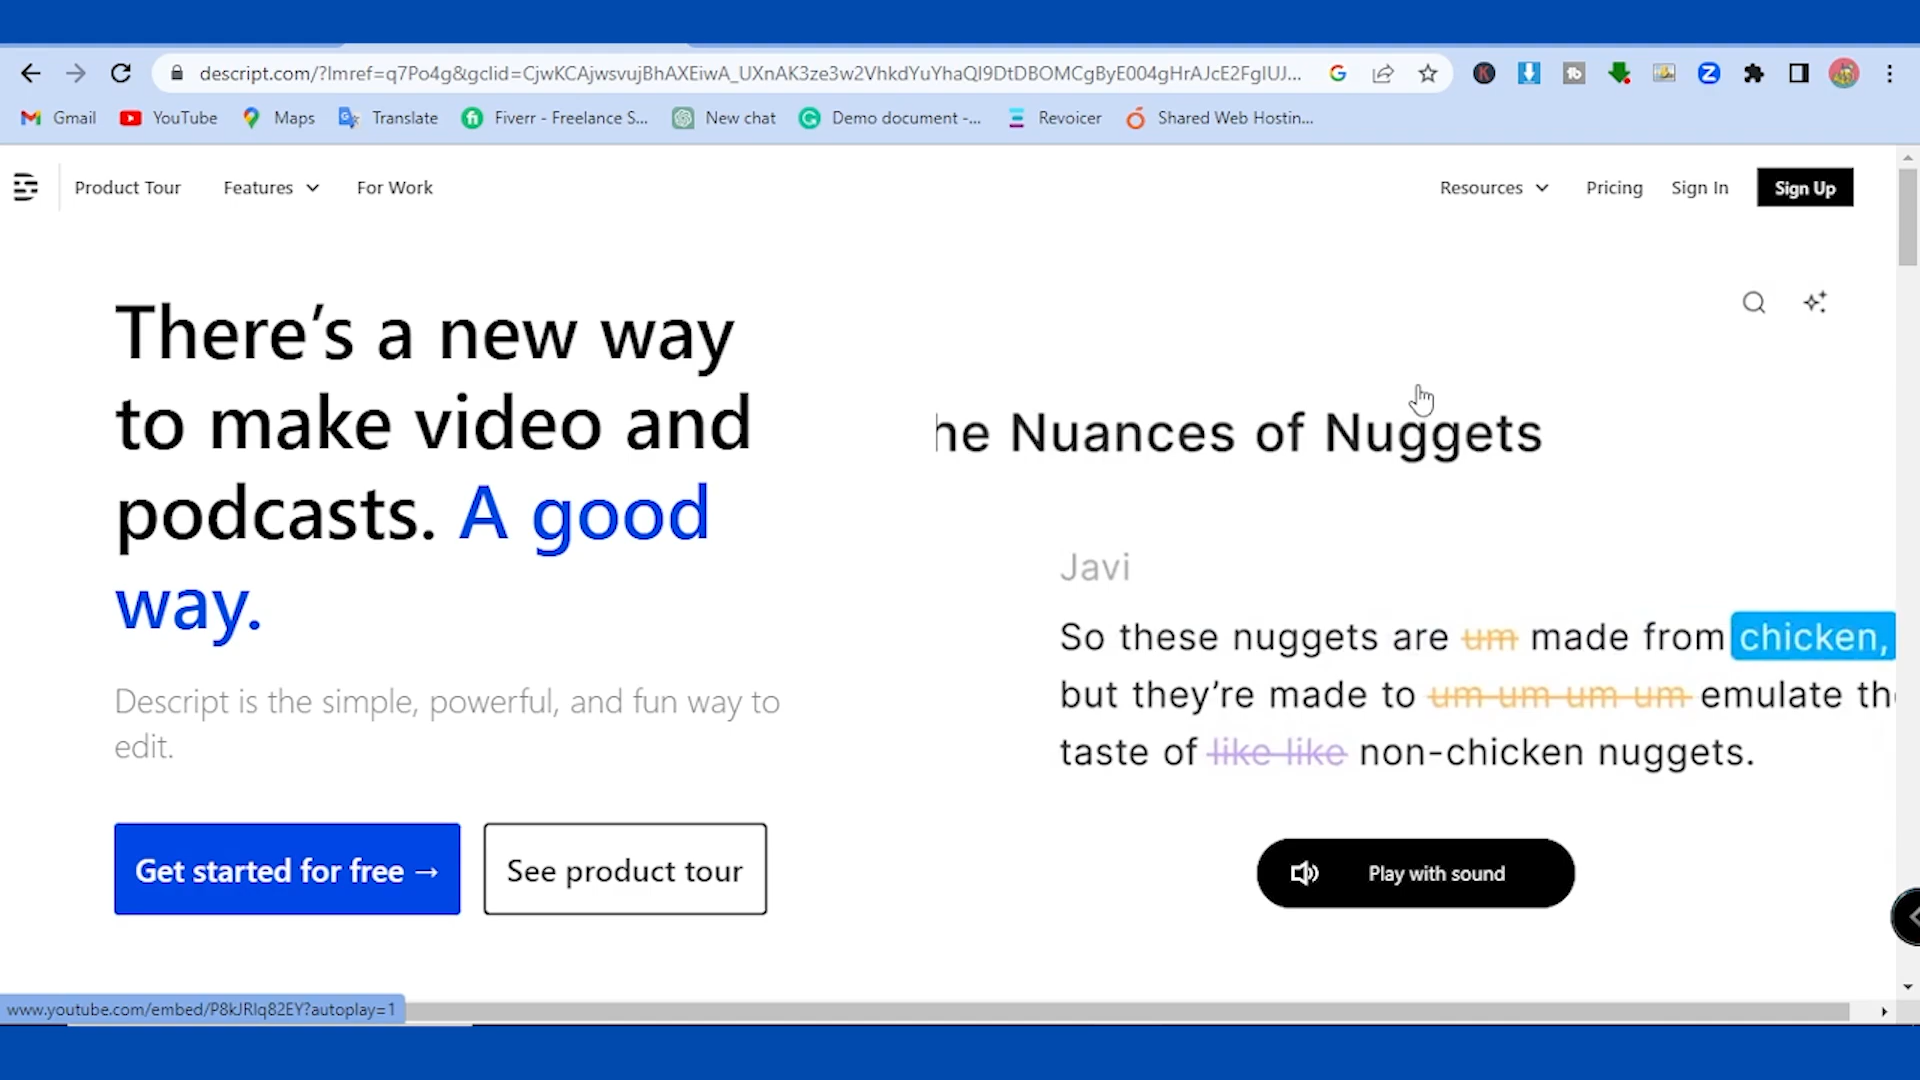 descript.com/?lmref=q7Po4g&gclid=CjwKCAjwsvujBhAXEiwA_UXnAK3ze3w2VhkdYuYhaQI9DtDBOMCgByE004gHrAJcE2FgIUJ...
Gmail YouTube Maps Translate Fiverr - Freelance S... New chat Demo document -... Revoicer Shared Web Hostin...
Product Tour Features For Work Resources Pricing Sign In Sign Up
There's a new way
to make video and
podcasts. A good
way.
Descript is the simple, powerful, and fun way to
edit.
Get started for free → See product tour
he Nuances of Nuggets
Javi
So these nuggets are um made from chicken,
but they're made to um um um um emulate the
taste of like like non-chicken nuggets.
Play with sound
www.youtube.com/embed/P8kJRlq82EY?autoplay=1